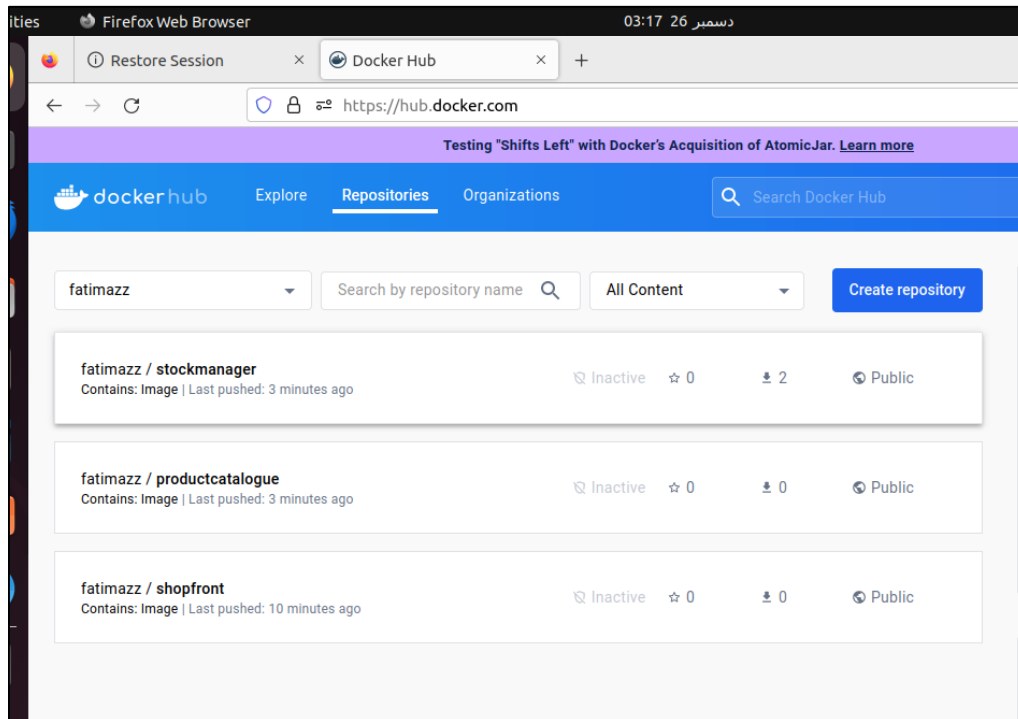 ities Firefox Web Browser 03:17 26 دسمبر
Restore Session × Docker Hub × +
https://hub.docker.com
Testing "Shifts Left" with Docker's Acquisition of AtomicJar. Learn more
dockerhub Explore Repositories Organizations Search Docker Hub
fatimazz Search by repository name All Content Create repository
fatimazz / stockmanager Inactive 0 2 Public
Contains: Image | Last pushed: 3 minutes ago
fatimazz / productcatalogue Inactive 0 0 Public
Contains: Image | Last pushed: 3 minutes ago
fatimazz / shopfront Inactive 0 0 Public
Contains: Image | Last pushed: 10 minutes ago